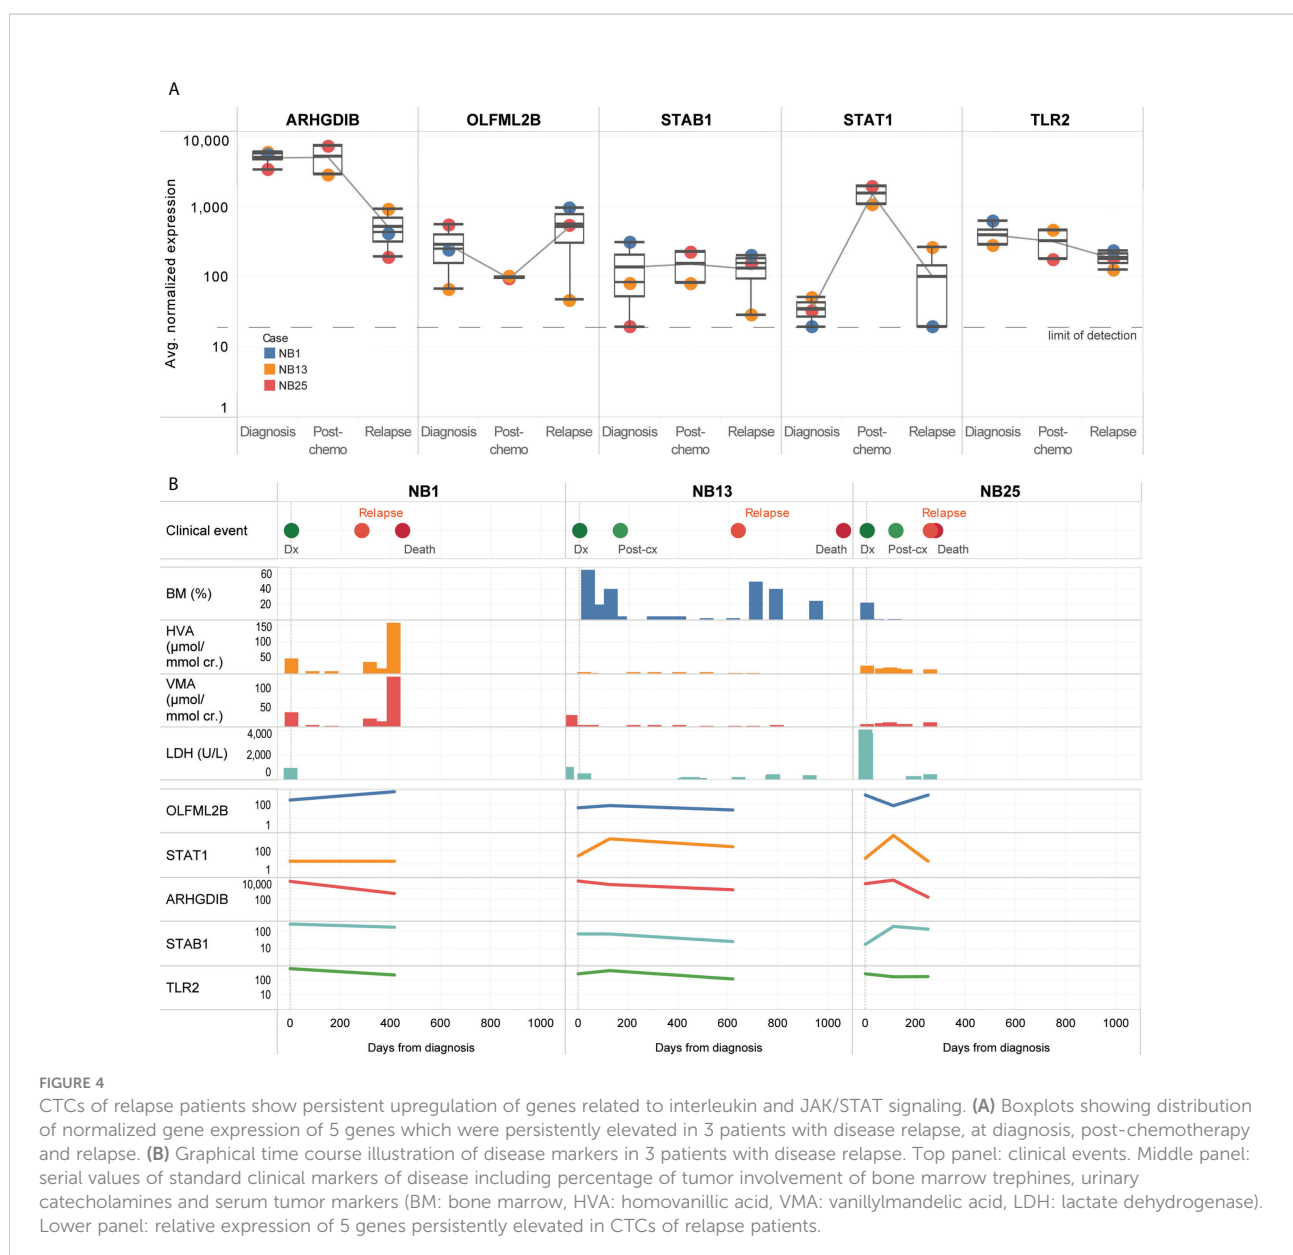 A
ARHGDIB OLFML2B STAB1 STAT1 TLR2
Avg. normalized expression
10,000
1,000
100
10
1
limit of detection
Case
NB1
NB13
NB25
Diagnosis Post-chemo Relapse Diagnosis Post-chemo Relapse Diagnosis Post-chemo Relapse Diagnosis Post-chemo Relapse Diagnosis Post-chemo Relapse
B
NB1 NB13 NB25
Clinical event
Relapse Relapse Relapse
Dx Death Dx Post-cx Death Dx Post-cx Death
BM (%)
60
40
20
HVA
(µmol/
mmol cr.)
150
100
50
VMA
(µmol/
mmol cr.)
100
50
LDH (U/L)
4,000
2,000
0
OLFML2B
100
1
STAT1
100
1
ARHGDIB
10,000
100
STAB1
100
10
TLR2
100
10
0 200 400 600 800 1000 0 200 400 600 800 1000 0 200 400 600 800 1000
Days from diagnosis Days from diagnosis Days from diagnosis
FIGURE 4
CTCs of relapse patients show persistent upregulation of genes related to interleukin and JAK/STAT signaling. (A) Boxplots showing distribution
of normalized gene expression of 5 genes which were persistently elevated in 3 patients with disease relapse, at diagnosis, post-chemotherapy
and relapse. (B) Graphical time course illustration of disease markers in 3 patients with disease relapse. Top panel: clinical events. Middle panel:
serial values of standard clinical markers of disease including percentage of tumor involvement of bone marrow trephines, urinary
catecholamines and serum tumor markers (BM: bone marrow, HVA: homovanillic acid, VMA: vanillylmandelic acid, LDH: lactate dehydrogenase).
Lower panel: relative expression of 5 genes persistently elevated in CTCs of relapse patients.